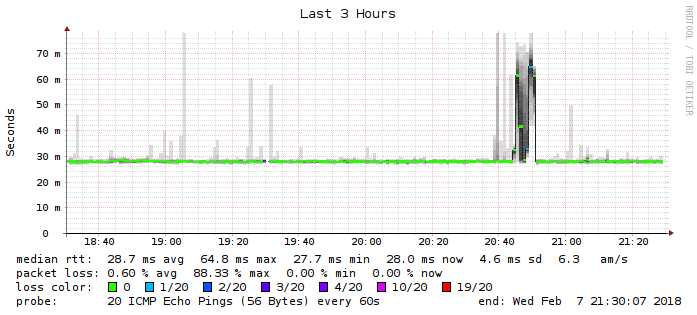 Last 3 Hours
RRDTOOL / TOBI OETIKER
Seconds
70 m
60 m
50 m
40 m
30 m
20 m
10 m
0
18:40 19:00 19:20 19:40 20:00 20:20 20:40 21:00 21:20
median rtt: 28.7 ms avg 64.8 ms max 27.7 ms min 28.0 ms now 4.6 ms sd 6.3 am/s
packet loss: 0.60 % avg 88.33 % max 0.00 % min 0.00 % now
loss color: 0 1/20 2/20 3/20 4/20 10/20 19/20
probe: 20 ICMP Echo Pings (56 Bytes) every 60s end: Wed Feb 7 21:30:07 2018